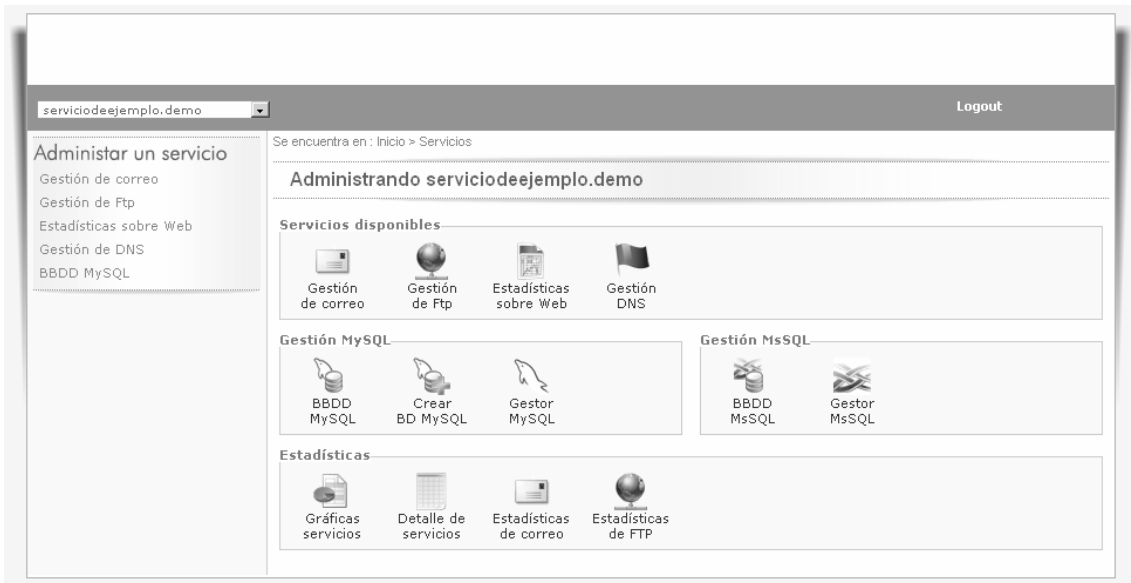 serviciodeejemplo.demo
Logout
Administar un servicio
Gestión de correo
Gestión de Ftp
Estadísticas sobre Web
Gestión de DNS
BBDD MySQL
Se encuentra en : Inicio > Servicios
Administrando serviciodeejemplo.demo
Servicios disponibles
Gestión de correo
Gestión de Ftp
Estadísticas sobre Web
Gestión DNS
Gestión MySQL
BBDD MySQL
Crear BD MySQL
Gestor MySQL
Gestión MsSQL
BBDD MsSQL
Gestor MsSQL
Estadísticas
Gráficas servicios
Detalle de servicios
Estadísticas de correo
Estadísticas de FTP